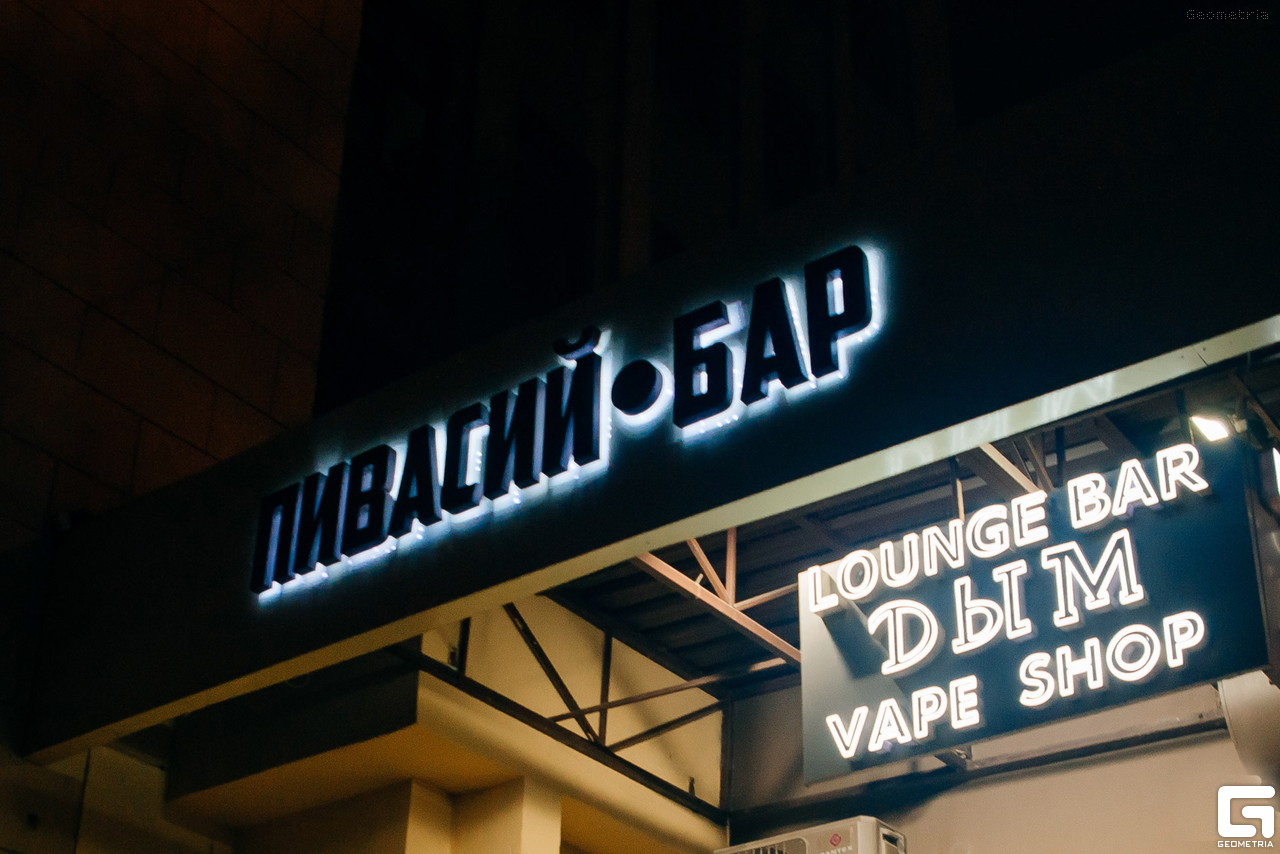 Geometria
ПИВАСИЙ•БАР
LOUNGE BAR
ДЫМ
VAPE SHOP
GEOMETRIA